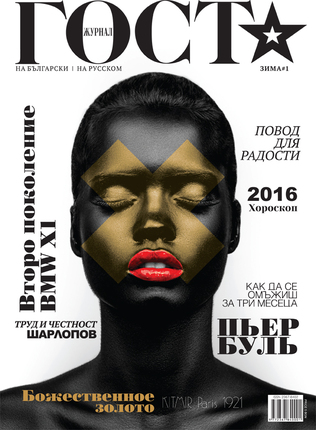 ГОСТ★
ЖУРНАЛ
НА БЪЛГАРСКИ | НА РУССКОМ
ЗИМА#1
Второ поколение
BMW X1
ПОВОД
ДЛЯ
РАДОСТИ
2016
Хороскоп
КАК ДА СЕ
ОМЪЖИШ
ЗА ТРИ МЕСЕЦА
ТРУД И ЧЕСТНОСТ
ШАРЛОПОВ
ПЬЕР
БУЛЬ
Божественное
золото
KITMIR Paris 1921